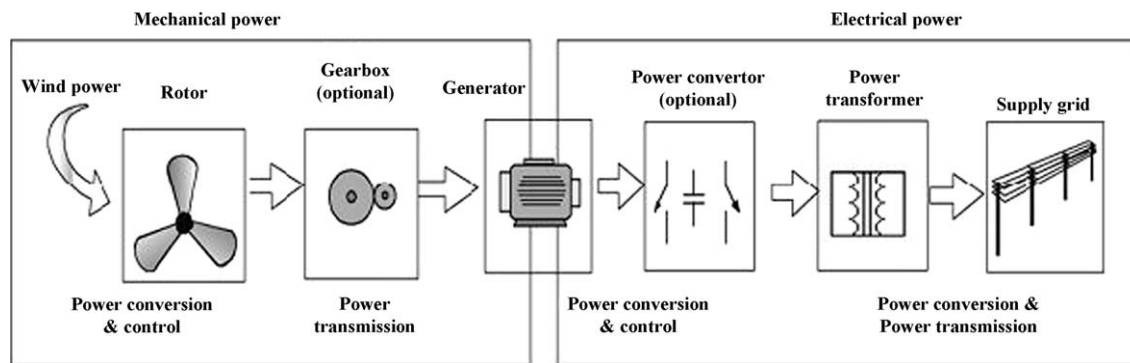 Mechanical power
Electrical power
Wind power
Rotor
Gearbox
(optional)
Generator
Power convertor
(optional)
Power
transformer
Supply grid
Power conversion
& control
Power
transmission
Power conversion
& control
Power conversion &
Power transmission